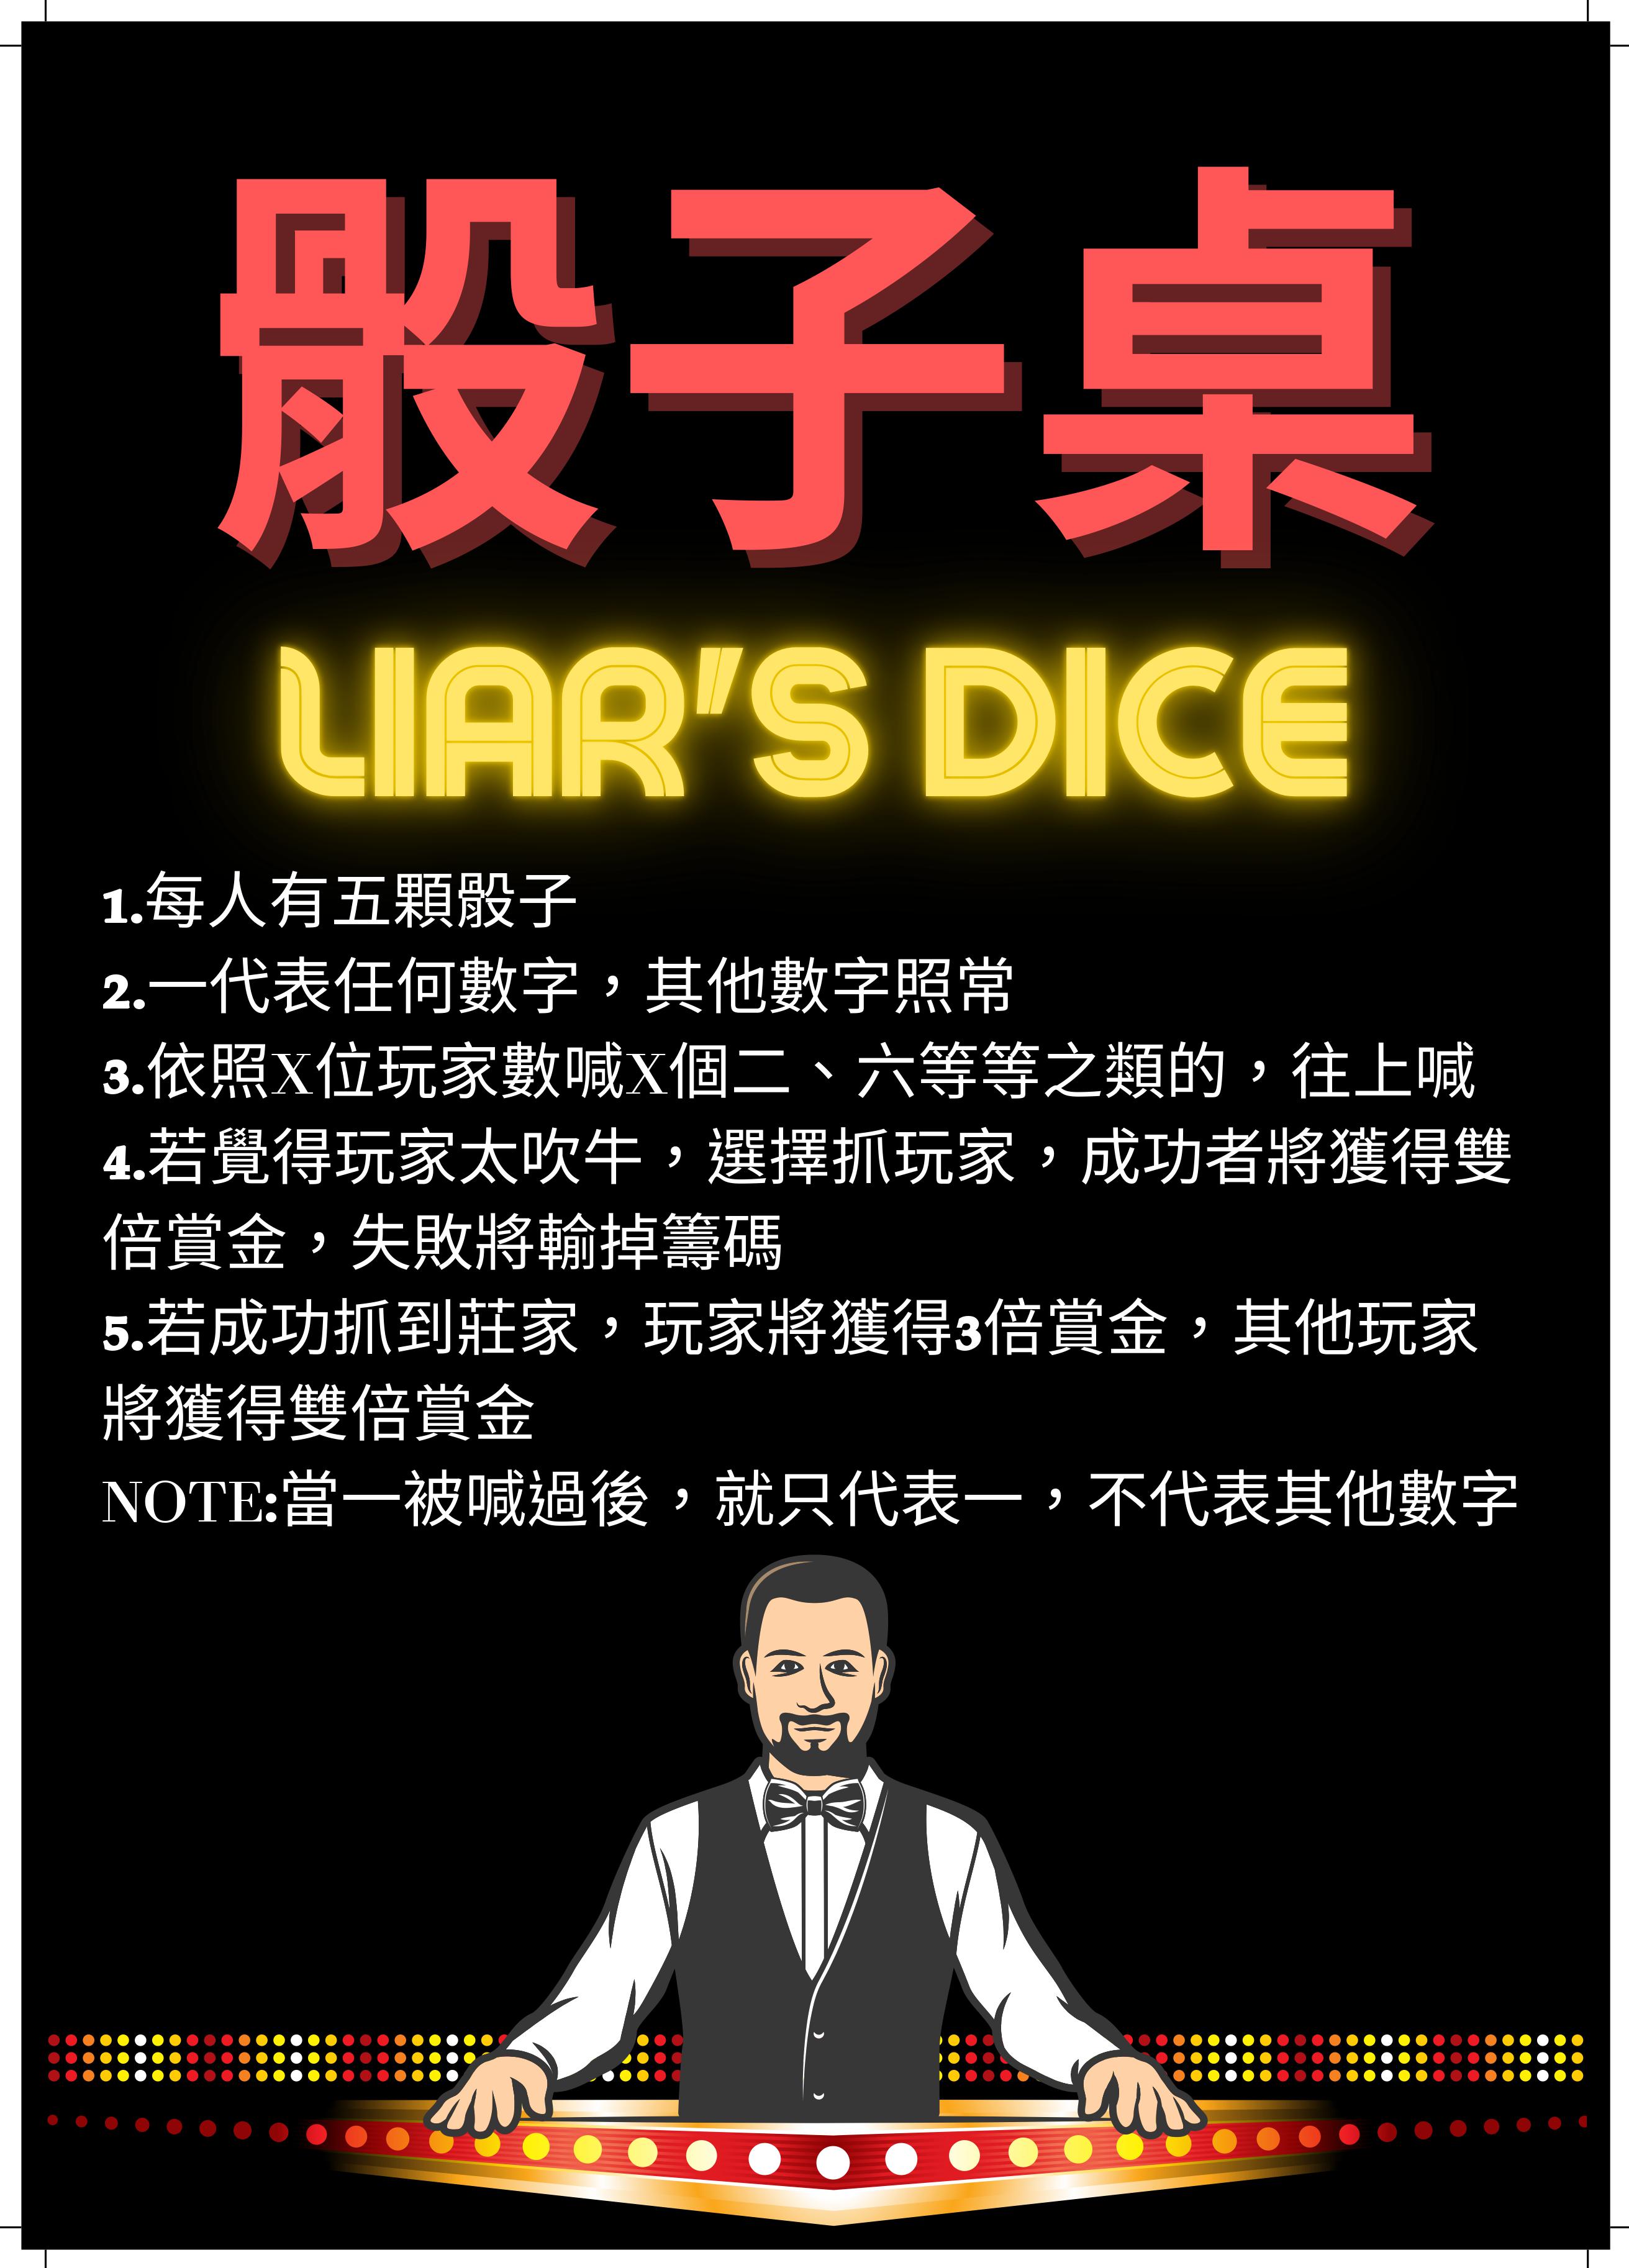 骰子桌
LIAR'S DICE
1.每人有五顆骰子
2.一代表任何數字，其他數字照常
3.依照X位玩家數喊X個二、六等等之類的，往上喊
4.若覺得玩家太吹牛，選擇抓玩家，成功者將獲得雙
倍賞金，失敗將輸掉籌碼
5.若成功抓到莊家，玩家將獲得3倍賞金，其他玩家
將獲得雙倍賞金
NOTE:當一被喊過後，就只代表一，不代表其他數字